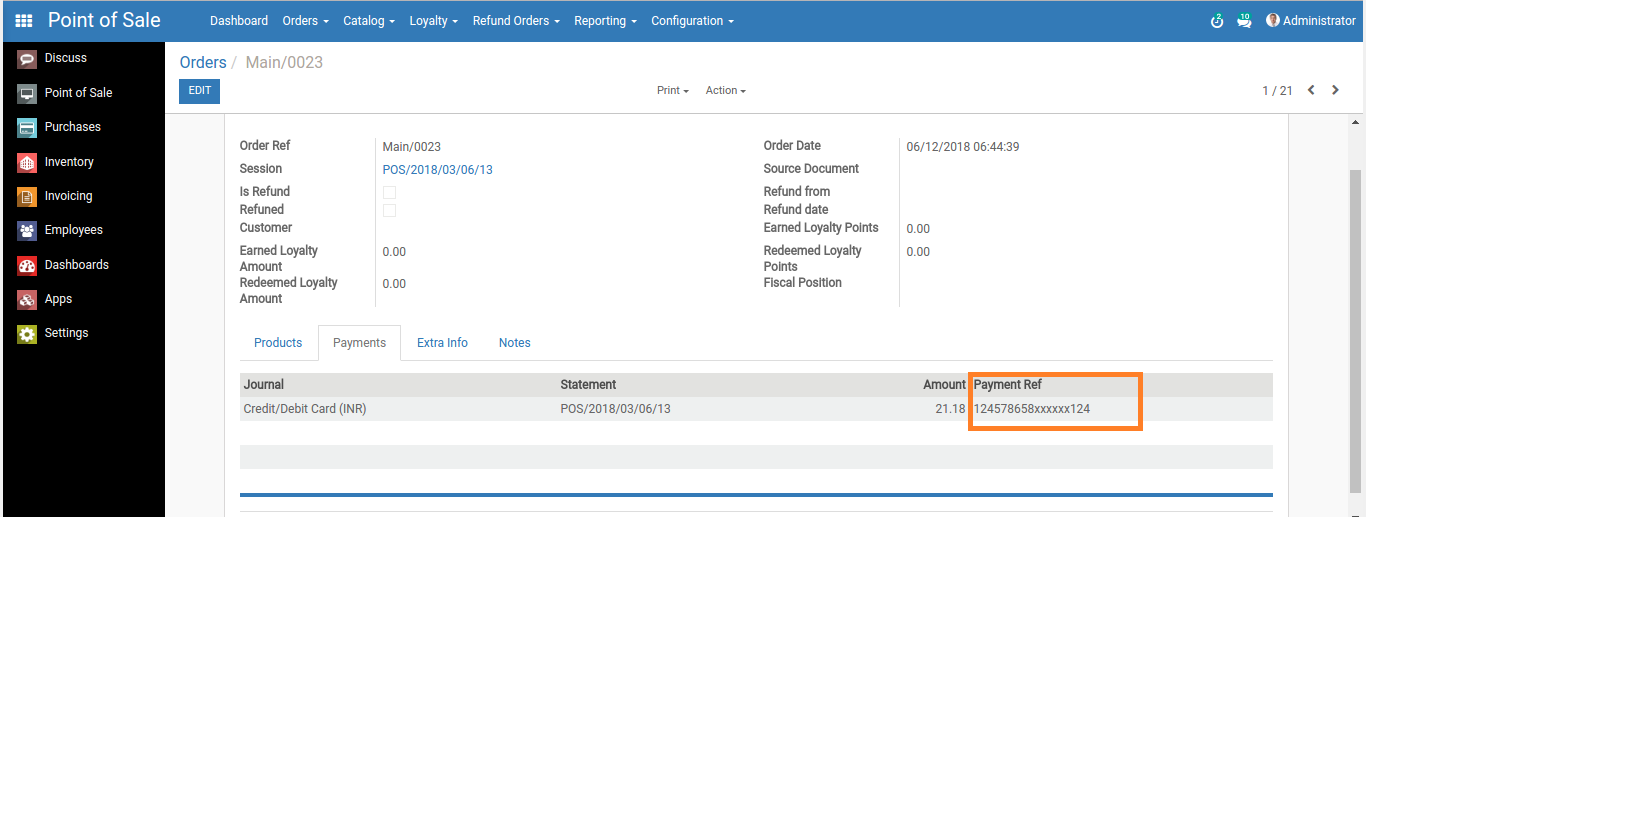 Point of Sale Dashboard Orders Catalog Loyalty Refund Orders Reporting Configuration 2 10 Administrator
Discuss
Point of Sale
Purchases
Inventory
Invoicing
Employees
Dashboards
Apps
Settings
Orders / Main/0023
EDIT Print Action 1 / 21
Order Ref Main/0023 Order Date 06/12/2018 06:44:39
Session POS/2018/03/06/13 Source Document
Is Refund Refund from
Refuned Refund date
Customer Earned Loyalty Points 0.00
Earned Loyalty Amount 0.00 Redeemed Loyalty Points 0.00
Redeemed Loyalty Amount 0.00 Fiscal Position
Products Payments Extra Info Notes
Journal Statement Amount Payment Ref
Credit/Debit Card (INR) POS/2018/03/06/13 21.18 124578658xxxxxx124